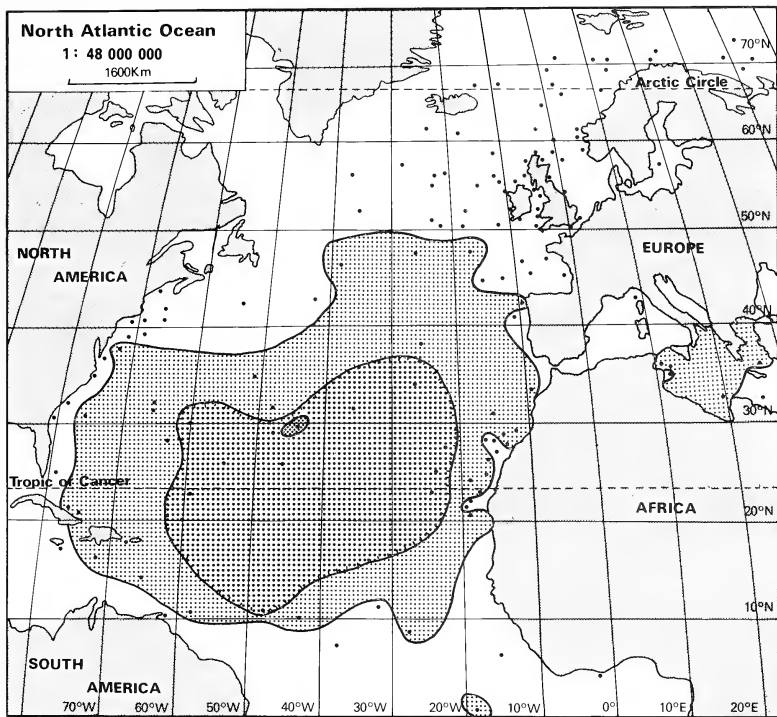 North Atlantic Ocean
1: 48 000 000
1600Km
70°N
Arctic Circle
60°N
50°N
NORTH
AMERICA
EUROPE
40°N
30°N
Tropic of Cancer
AFRICA
20°N
10°N
SOUTH
AMERICA
70°W
60°W
50°W
40°W
30°W
20°W
10°W
0°
10°E
20°E